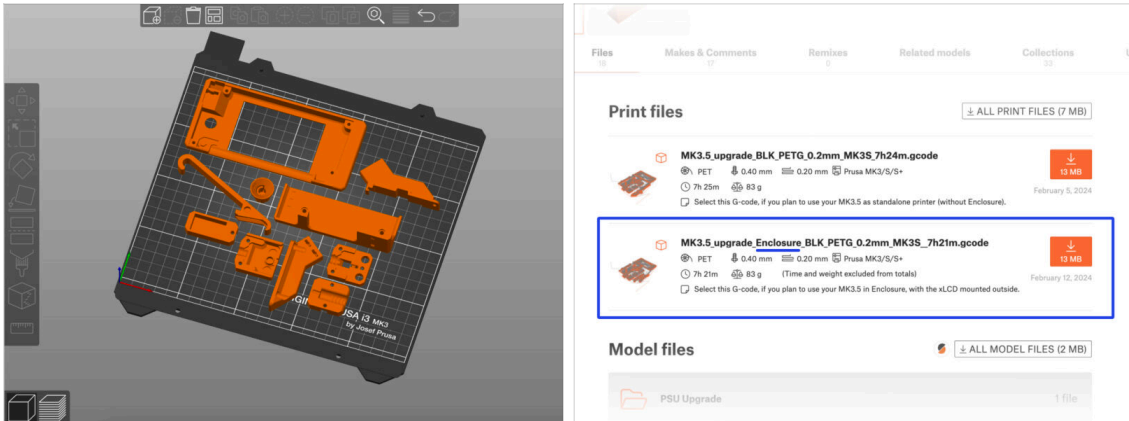 ORIGINAL PRUSA i3 MK3
by Josef Prusa
Files
18
Makes & Comments
17
Remixes
0
Related models
Collections
Print files
ALL PRINT FILES (7 MB)
MK3.5_upgrade_BLK_PETG_0.2mm_MK3S_7h24m.gcode
PET 0.40 mm 0.20 mm Prusa MK3/S/S+
7h 25m 83 g
Select this G-code, if you plan to use your MK3.5 as standalone printer (without Enclosure).
13 MB
February 5, 2024
MK3.5_upgrade_Enclosure_BLK_PETG_0.2mm_MK3S_7h21m.gcode
PET 0.40 mm 0.20 mm Prusa MK3/S/S+
7h 21m 83 g (Time and weight excluded from totals)
Select this G-code, if you plan to use your MK3.5 in Enclosure, with the xLCD mounted outside.
13 MB
February 12, 2024
Model files
ALL MODEL FILES (2 MB)
PSU Upgrade
1 file